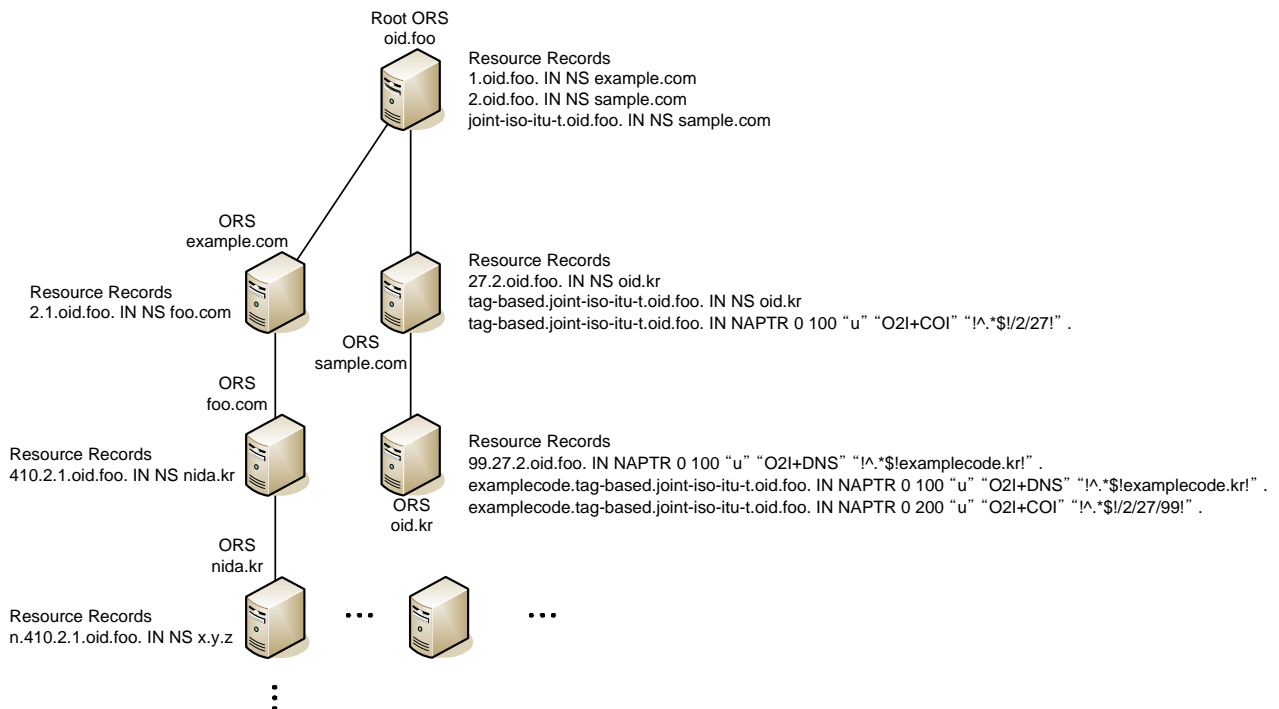 Root ORS
oid.foo
Resource Records
1.oid.foo. IN NS example.com
2.oid.foo. IN NS sample.com
joint-iso-itu-t.oid.foo. IN NS sample.com
ORS
example.com
Resource Records
2.1.oid.foo. IN NS foo.com
Resource Records
27.2.oid.foo. IN NS oid.kr
tag-based.joint-iso-itu-t.oid.foo. IN NS oid.kr
tag-based.joint-iso-itu-t.oid.foo. IN NAPTR 0 100 “u” “O2I+COI” “!^.*$!/2/27!” .
ORS
sample.com
ORS
foo.com
Resource Records
410.2.1.oid.foo. IN NS nida.kr
Resource Records
99.27.2.oid.foo. IN NAPTR 0 100 “u” “O2I+DNS” “!^.*$!examplecode.kr!” .
examplecode.tag-based.joint-iso-itu-t.oid.foo. IN NAPTR 0 100 “u” “O2I+DNS” “!^.*$!examplecode.kr!” .
examplecode.tag-based.joint-iso-itu-t.oid.foo. IN NAPTR 0 200 “u” “O2I+COI” “!^.*$!/2/27/99!” .
ORS
oid.kr
ORS
nida.kr
Resource Records
n.410.2.1.oid.foo. IN NS x.y.z